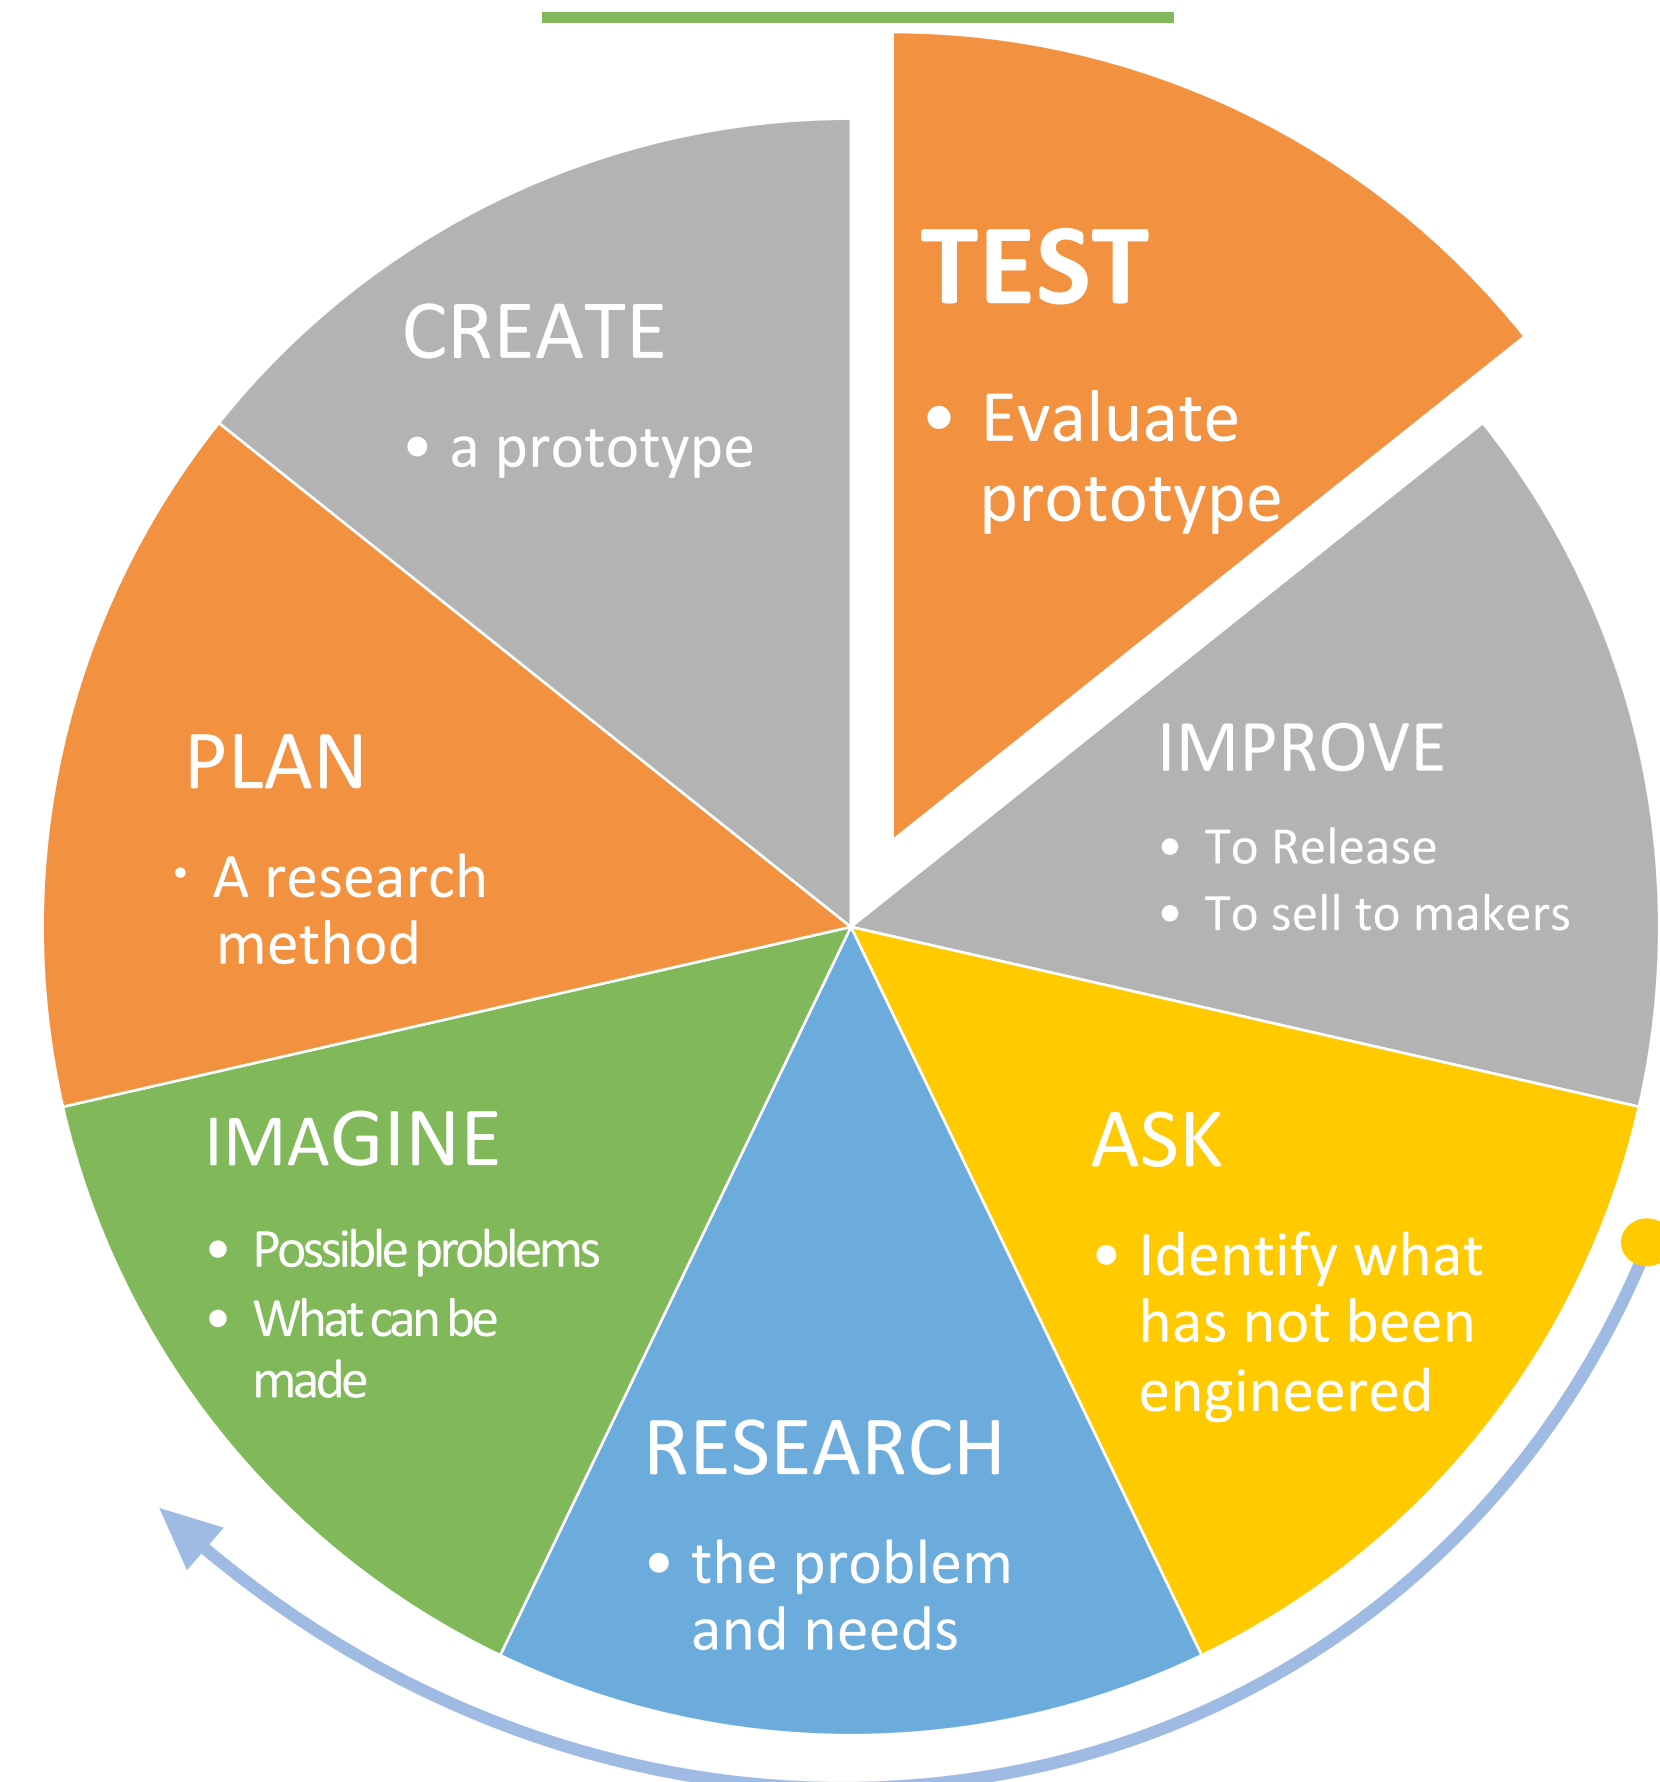 TEST
• Evaluate
prototype
IMPROVE
• To Release
• To sell to makers
ASK
• Identify what
has not been
engineered
RESEARCH
• the problem
and needs
IMAGINE
• Possible problems
• What can be
made
PLAN
• A research
method
CREATE
• a prototype